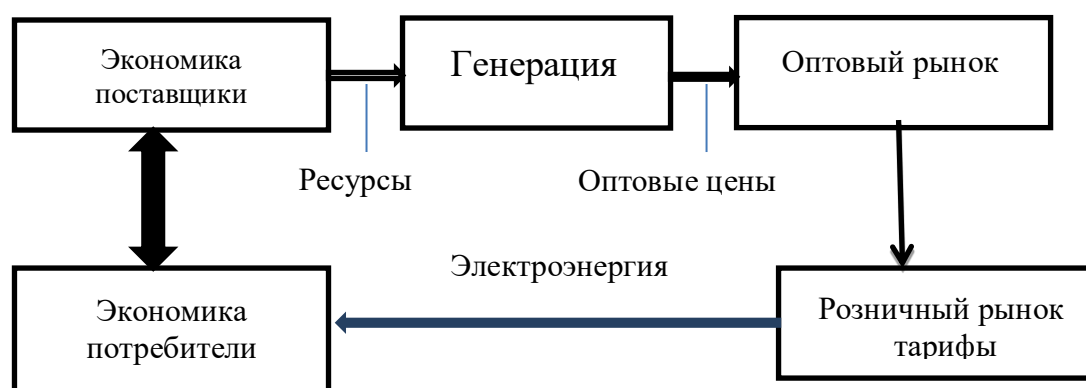 Экономика
поставщики
Генерация
Оптовый рынок
Ресурсы
Оптовые цены
Электроэнергия
Экономика
потребители
Розничный рынок
тарифы